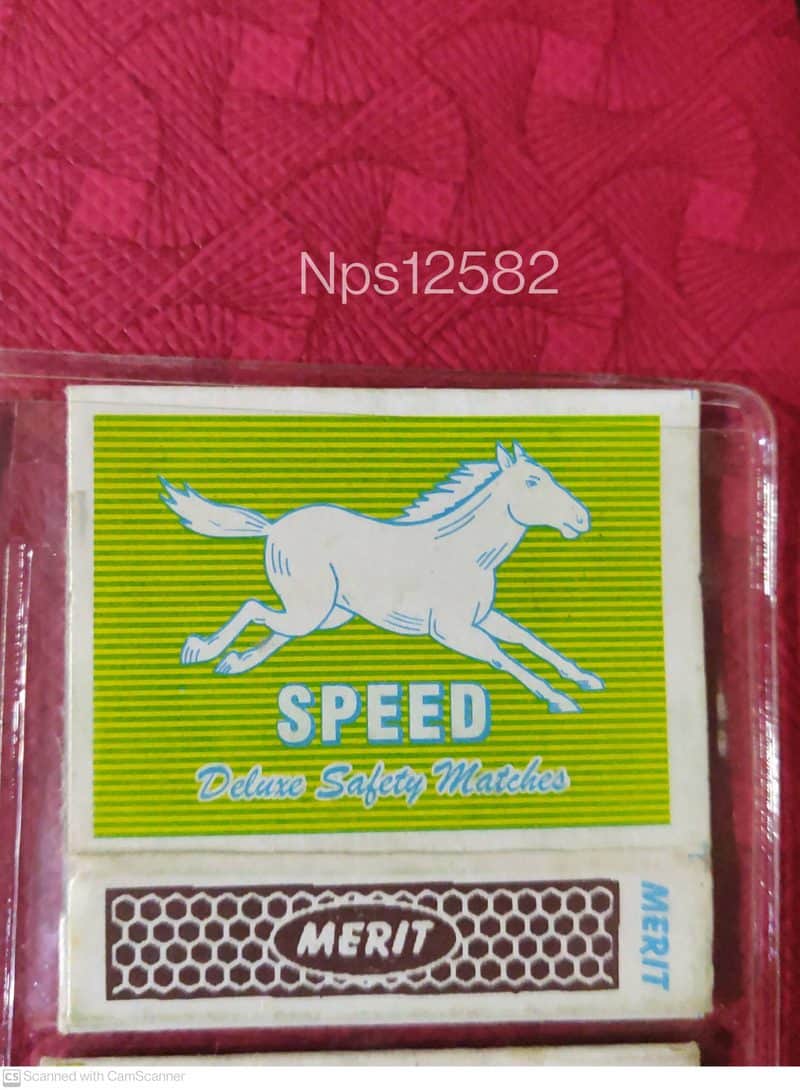 Nps12582
SPEED
Deluxe Safety Matches
MERIT
MERIT
CS Scanned with CamScanner